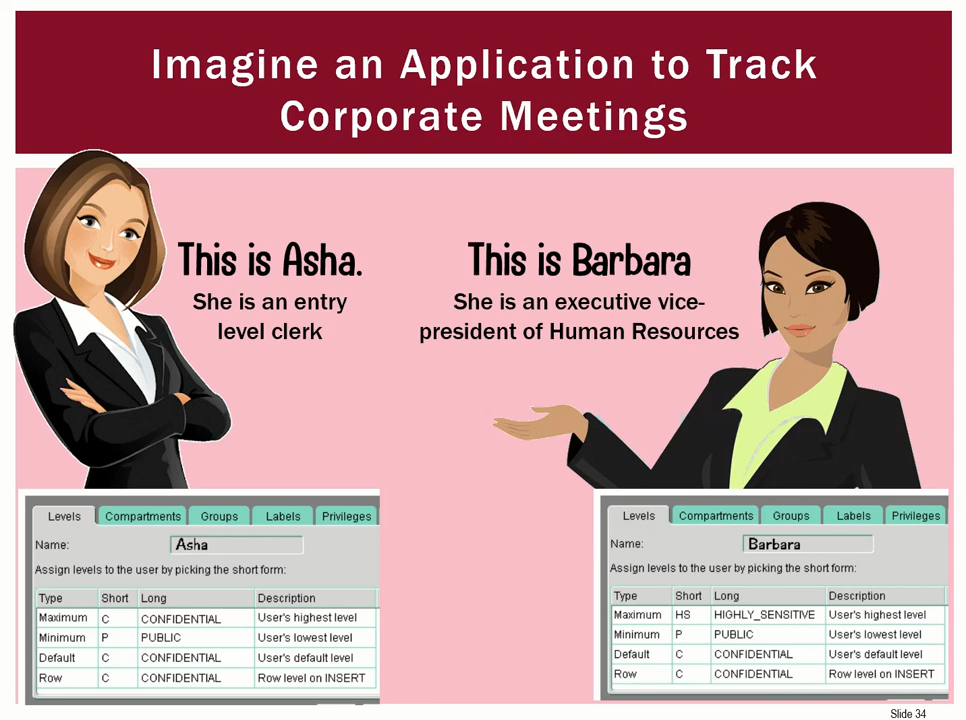 Imagine an Application to Track
Corporate Meetings
This is Asha.
She is an entry
level clerk
This is Barbara
She is an executive vice-
president of Human Resources
Levels Compartments Groups Labels Privileges
Name: Asha
Assign levels to the user by picking the short form:
Type Short Long Description
Maximum C CONFIDENTIAL User's highest level
Minimum P PUBLIC User's lowest level
Default C CONFIDENTIAL User's default level
Row C CONFIDENTIAL Row level on INSERT
Levels Compartments Groups Labels Privileges
Name: Barbara
Assign levels to the user by picking the short form:
Type Short Long Description
Maximum HS HIGHLY_SENSITIVE User's highest level
Minimum P PUBLIC User's lowest level
Default C CONFIDENTIAL User's default level
Row C CONFIDENTIAL Row level on INSERT
Slide 34